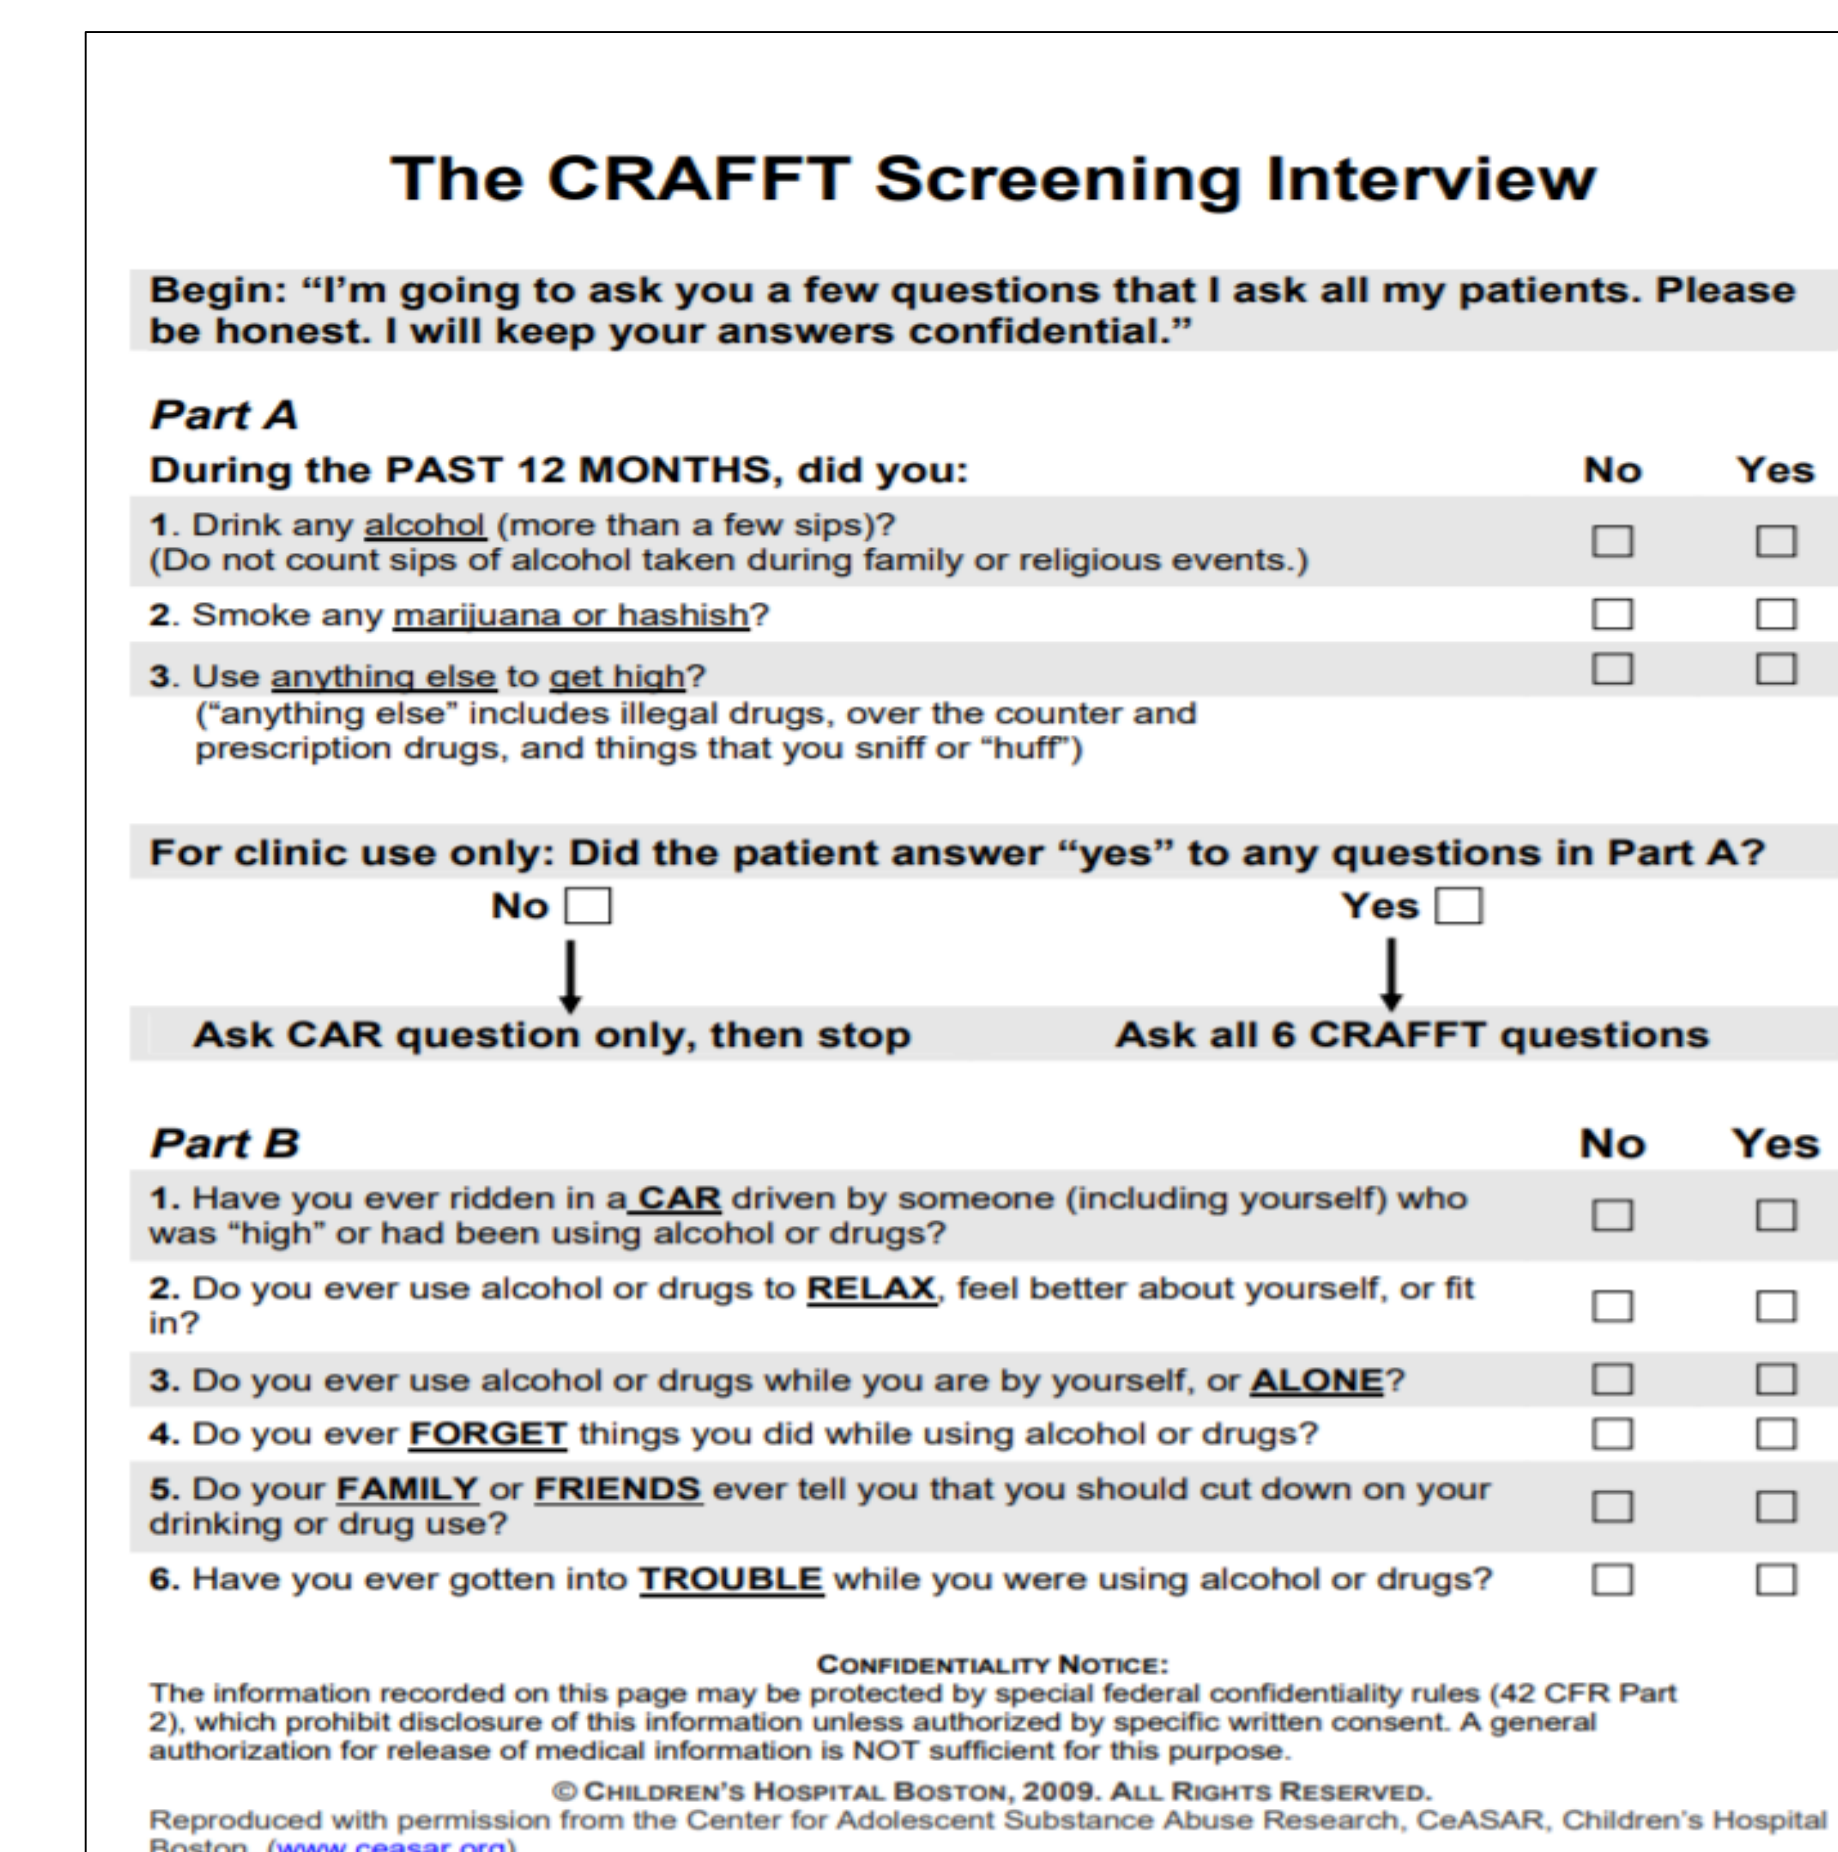 The CRAFFT Screening Interview
Begin: “I’m going to ask you a few questions that I ask all my patients. Please
be honest. I will keep your answers confidential.”
Part A
During the PAST 12 MONTHS, did you: No Yes
1. Drink any alcohol (more than a few sips)?
(Do not count sips of alcohol taken during family or religious events.)
2. Smoke any marijuana or hashish?
3. Use anything else to get high?
(“anything else” includes illegal drugs, over the counter and
prescription drugs, and things that you sniff or “huff”)
For clinic use only: Did the patient answer “yes” to any questions in Part A?
No Yes
Ask CAR question only, then stop Ask all 6 CRAFFT questions
Part B No Yes
1. Have you ever ridden in a CAR driven by someone (including yourself) who
was “high” or had been using alcohol or drugs?
2. Do you ever use alcohol or drugs to RELAX, feel better about yourself, or fit
in?
3. Do you ever use alcohol or drugs while you are by yourself, or ALONE?
4. Do you ever FORGET things you did while using alcohol or drugs?
5. Do your FAMILY or FRIENDS ever tell you that you should cut down on your
drinking or drug use?
6. Have you ever gotten into TROUBLE while you were using alcohol or drugs?
CONFIDENTIALITY NOTICE:
The information recorded on this page may be protected by special federal confidentiality rules (42 CFR Part
2), which prohibit disclosure of this information unless authorized by specific written consent. A general
authorization for release of medical information is NOT sufficient for this purpose.
© CHILDREN’S HOSPITAL BOSTON, 2009. ALL RIGHTS RESERVED.
Reproduced with permission from the Center for Adolescent Substance Abuse Research, CeASAR, Children’s Hospital
Boston. (www.ceasar.org)